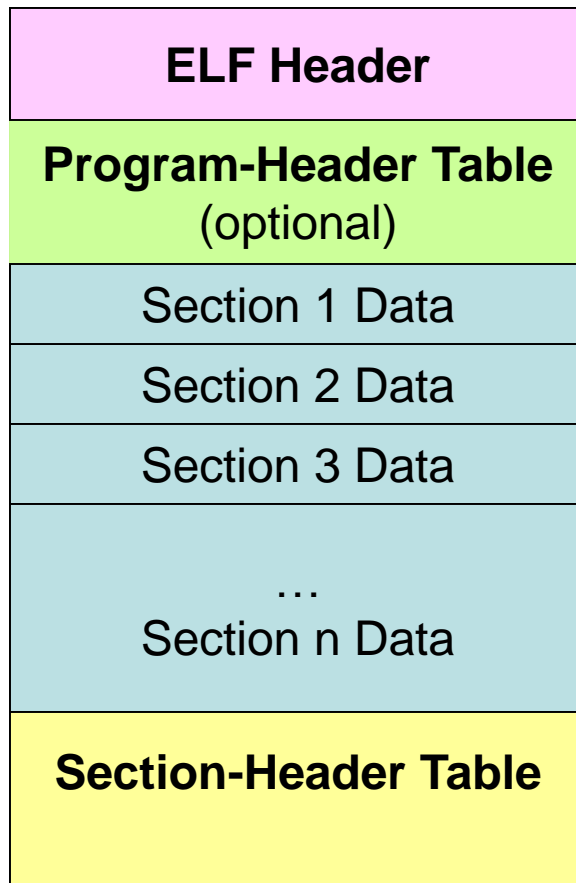 ELF Header
Program-Header Table
(optional)
Section 1 Data
Section 2 Data
Section 3 Data
…
Section n Data
Section-Header Table